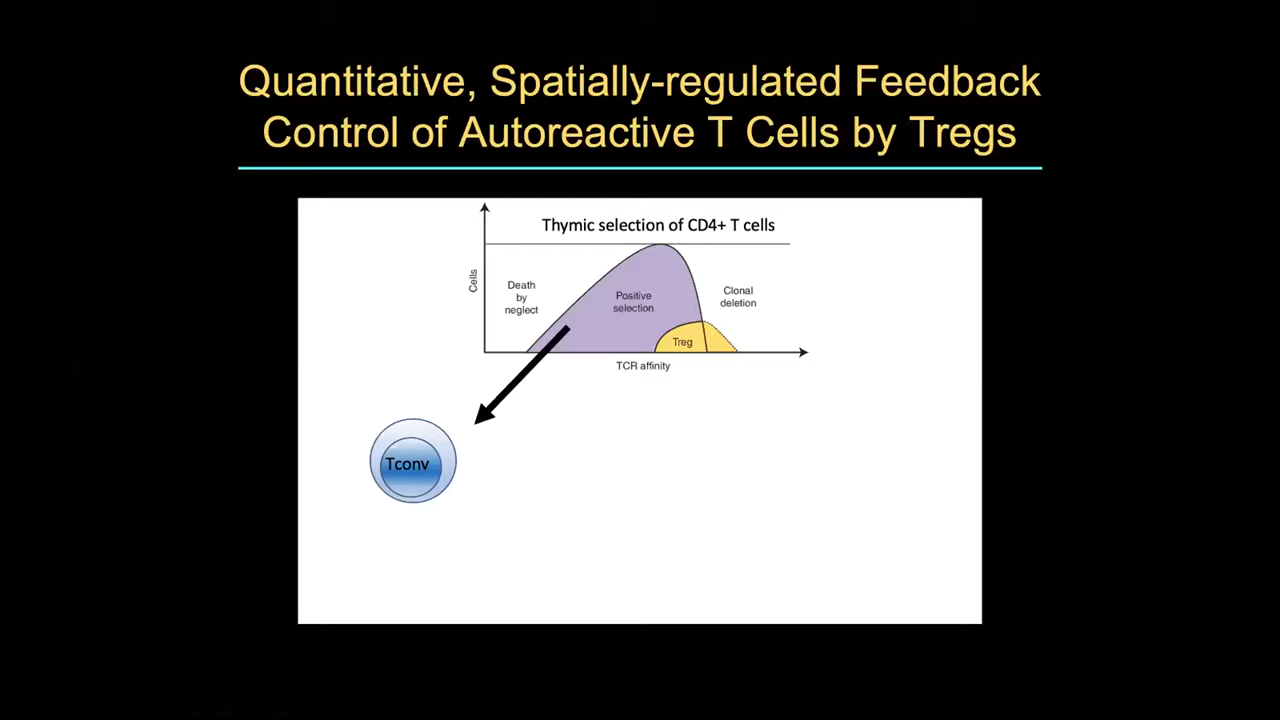 Quantitative, Spatially-regulated Feedback
Control of Autoreactive T Cells by Tregs
Thymic selection of CD4+ T cells
Cells
Death
by
neglect
Positive
selection
Clonal
deletion
Treg
TCR affinity
Tconv